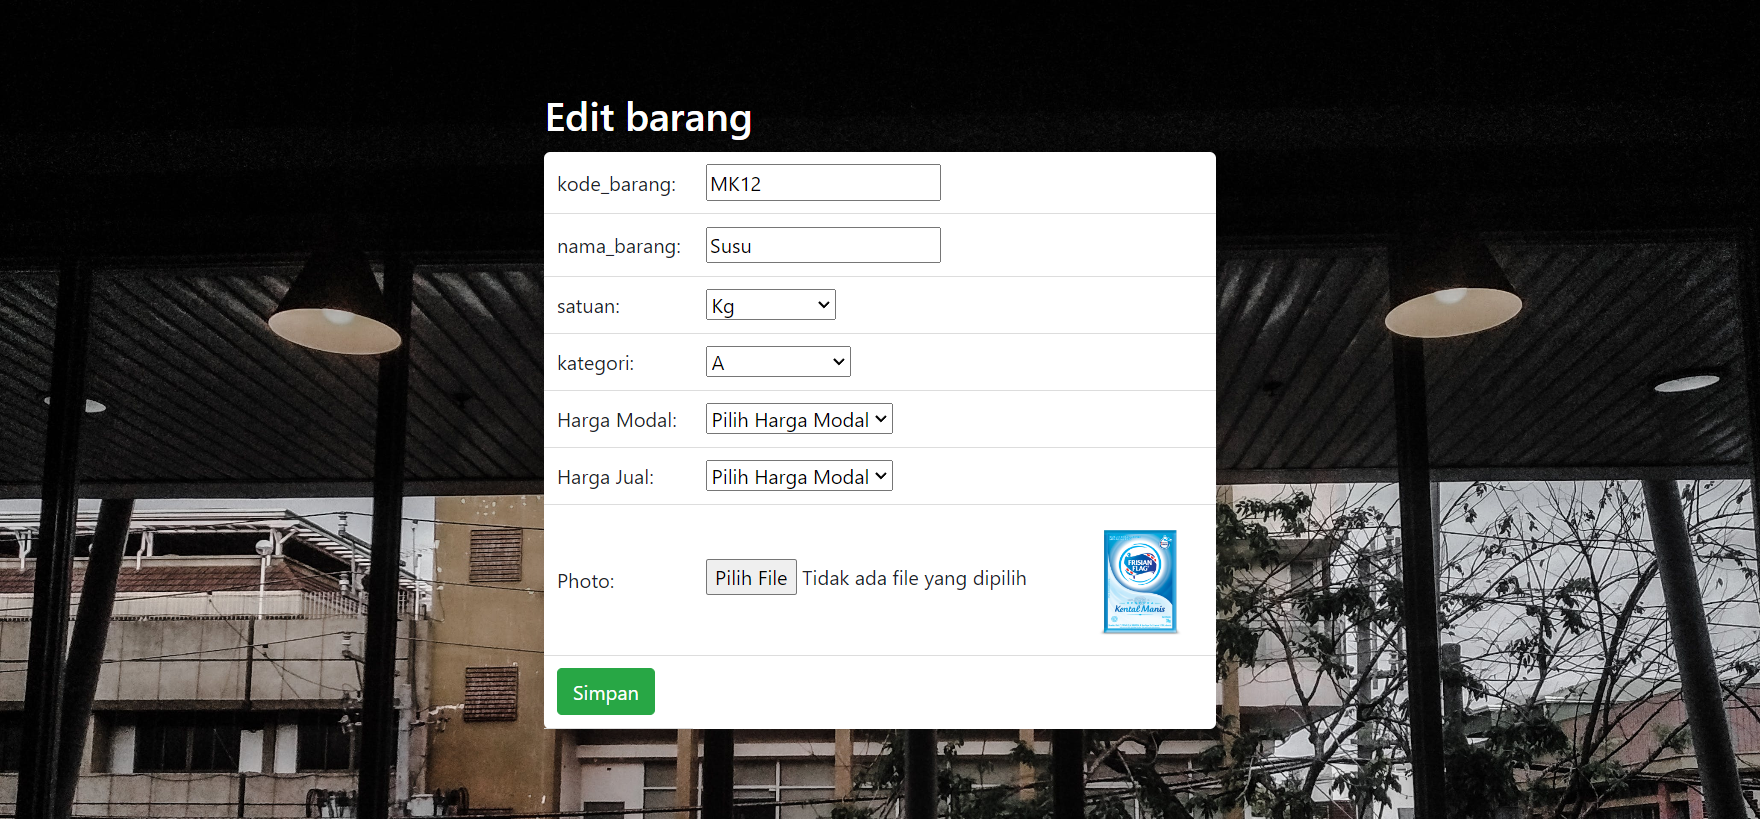 Edit barang
kode_barang: MK12
nama_barang: Susu
satuan: Kg
kategori: A
Harga Modal: Pilih Harga Modal
Harga Jual: Pilih Harga Modal
Photo: Pilih File Tidak ada file yang dipilih
FRISIAN
FLAG
Kental Manis
Simpan